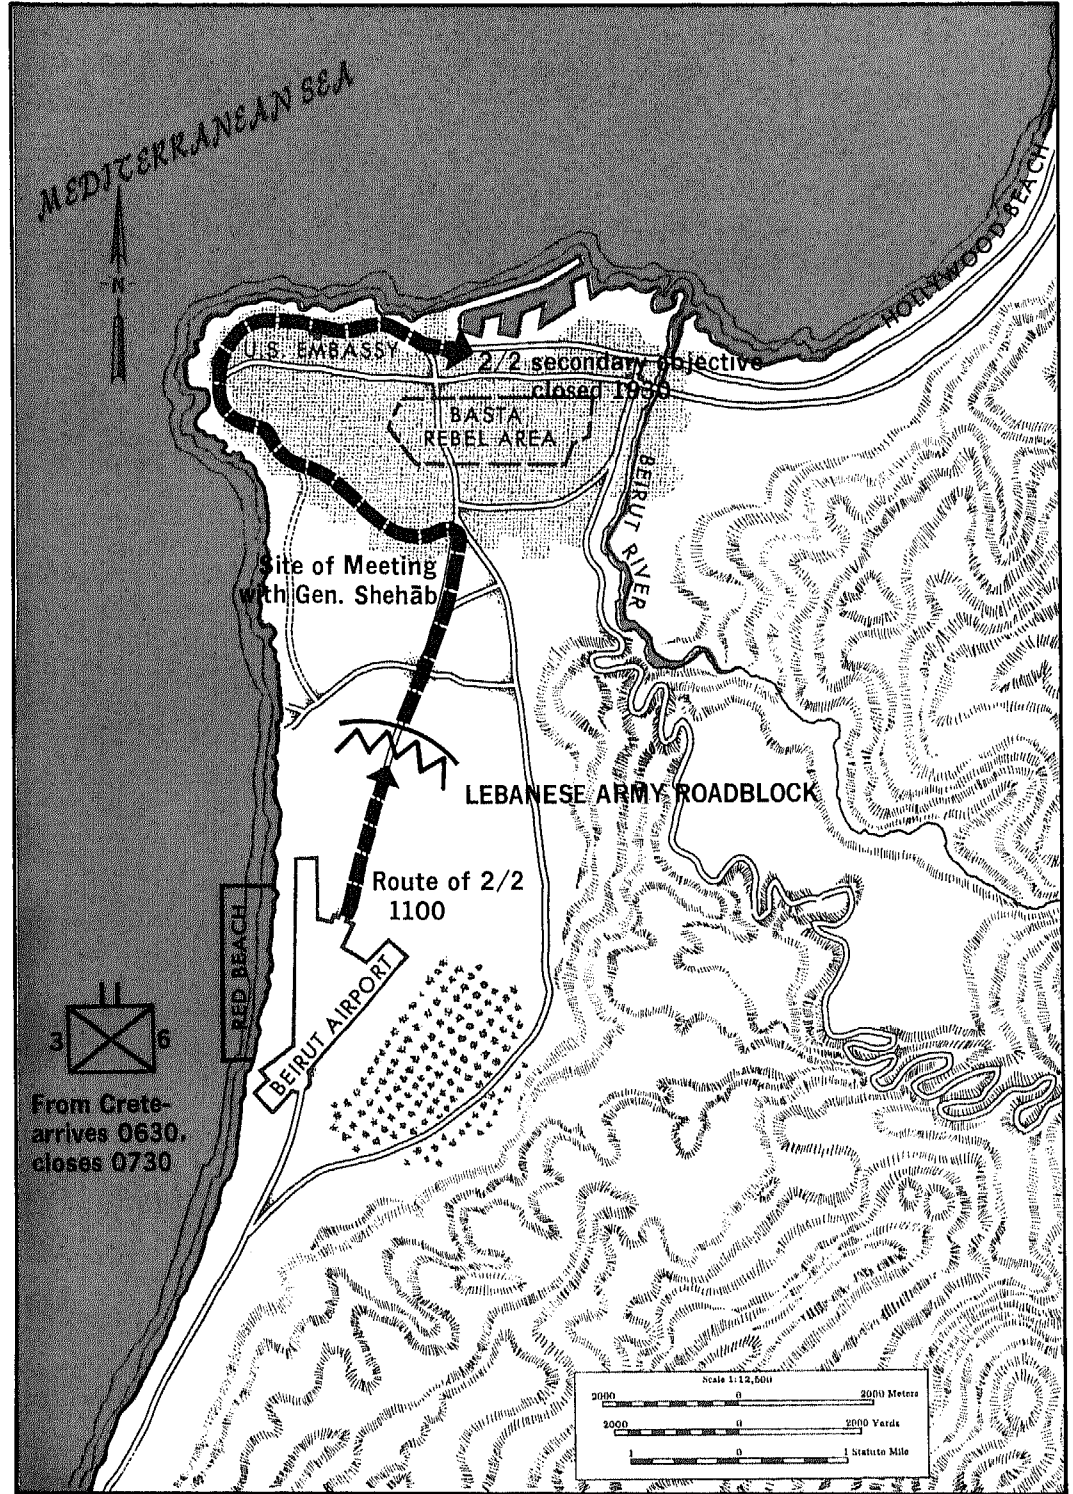 MEDITERRANEAN SEA
-N-
HOLLYWOOD BEACH
U.S. EMBASSY
2/2 secondary objective
closed 1930
BASTA
REBEL AREA
BEIRUT RIVER
Site of Meeting
with Gen. Shehāb
LEBANESE ARMY ROADBLOCK
Route of 2/2
1100
RED BEACH
BEIRUT AIRPORT
3 6
From Crete-
arrives 0630,
closes 0730
Scale 1:12,500
2000 0 2000 Meters
2000 0 2000 Yards
1 0 1 Statute Mile